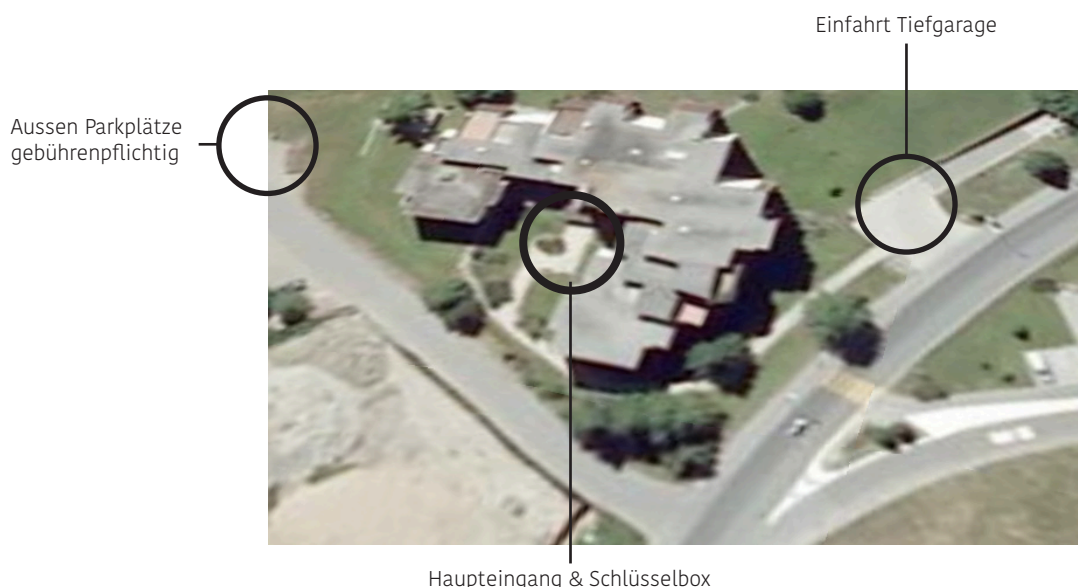 Einfahrt Tiefgarage
Aussen Parkplätze
gebührenpflichtig
Haupteingang & Schlüsselbox